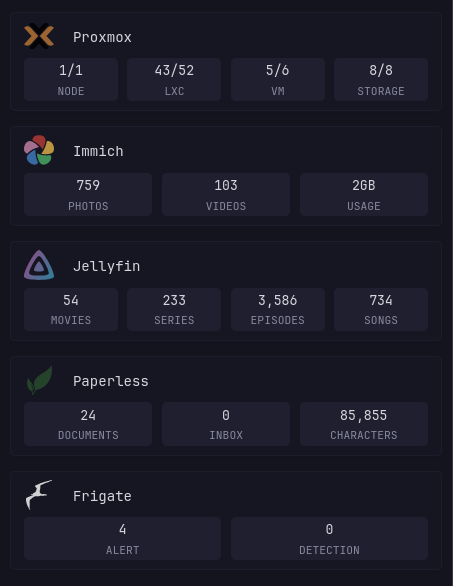 Proxmox
1/1 43/52 5/6 8/8
NODE LXC VM STORAGE
Immich
759 103 2GB
PHOTOS VIDEOS USAGE
Jellyfin
54 233 3,586 734
MOVIES SERIES EPISODES SONGS
Paperless
24 0 85,855
DOCUMENTS INBOX CHARACTERS
Frigate
4 0
ALERT DETECTION